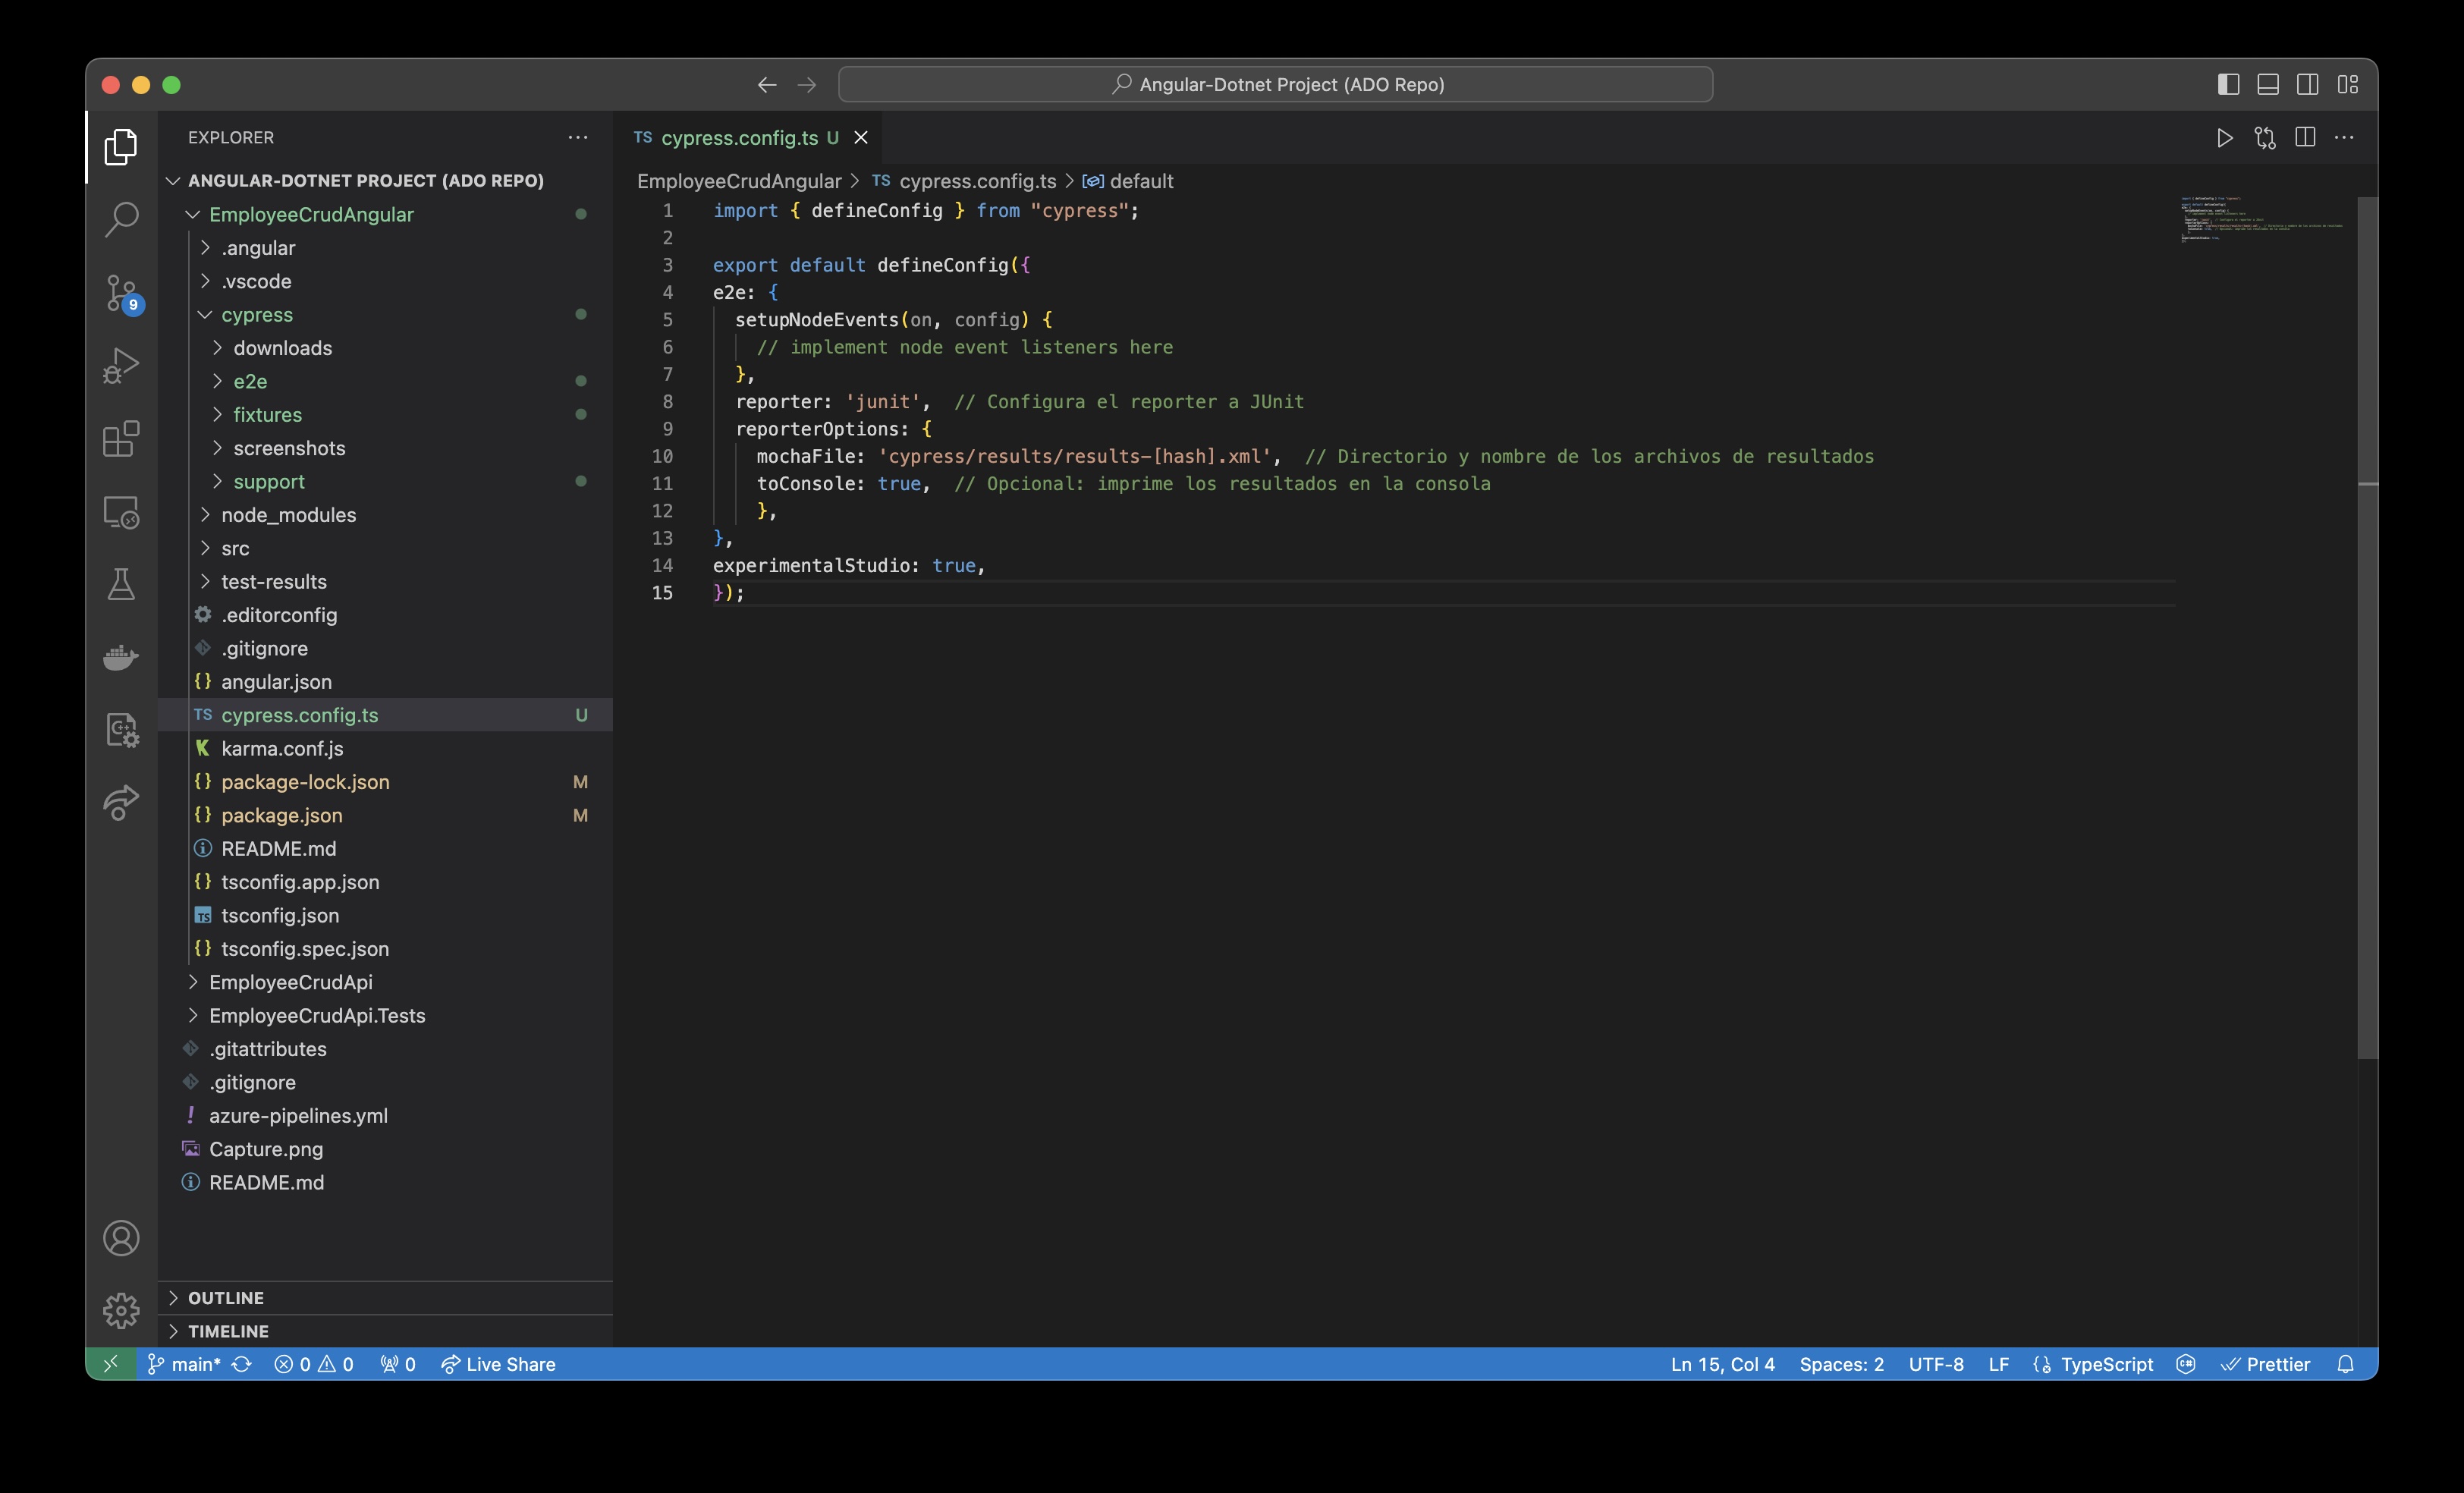 Angular-Dotnet Project (ADO Repo)
EXPLORER
ANGULAR-DOTNET PROJECT (ADO REPO)
EmployeeCrudAngular
.angular
.vscode
cypress
downloads
e2e
fixtures
screenshots
support
node_modules
src
test-results
.editorconfig
.gitignore
{} angular.json
TS cypress.config.ts U
karma.conf.js
{} package-lock.json M
{} package.json M
README.md
{} tsconfig.app.json
TS tsconfig.json
{} tsconfig.spec.json
EmployeeCrudApi
EmployeeCrudApi.Tests
.gitattributes
.gitignore
! azure-pipelines.yml
Capture.png
README.md
OUTLINE
TIMELINE
9
TS cypress.config.ts U
EmployeeCrudAngular > TS cypress.config.ts > default
1 import { defineConfig } from "cypress";
2
3 export default defineConfig({
4 e2e: {
5 setupNodeEvents(on, config) {
6 // implement node event listeners here
7 },
8 reporter: 'junit', // Configura el reporter a JUnit
9 reporterOptions: {
10 mochaFile: 'cypress/results/results-[hash].xml', // Directorio y nombre de los archivos de resultados
11 toConsole: true, // Opcional: imprime los resultados en la consola
12 },
13 },
14 experimentalStudio: true,
15 });
main* 0 0 0 Live Share
Ln 15, Col 4 Spaces: 2 UTF-8 LF TypeScript Prettier